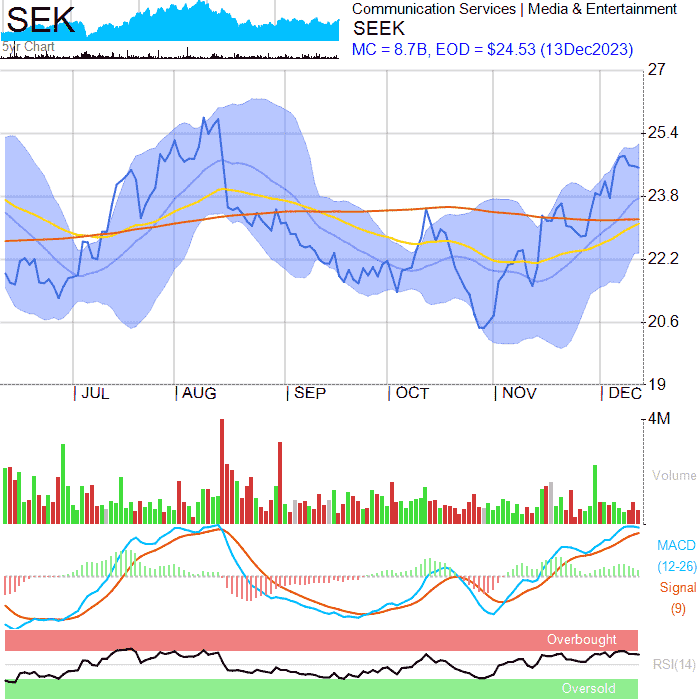 SEK
5yr Chart
Communication Services | Media & Entertainment
SEEK
MC = 8.7B, EOD = $24.53 (13Dec2023)
27
25.4
23.8
22.2
20.6
19
| JUL | AUG | SEP | OCT | NOV | DEC
4M
Volume
MACD
(12-26)
Signal
(9)
Overbought
RSI(14)
Oversold